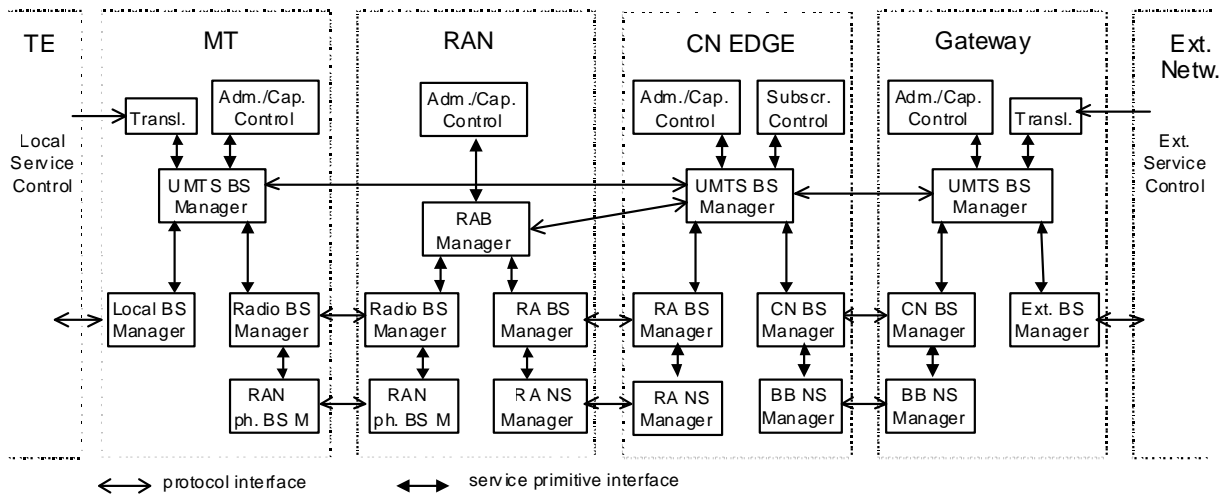 TE
MT
RAN
CN EDGE
Gateway
Ext.
Netw.
Transl.
Adm./Cap.
Control
Adm./Cap.
Control
Adm./Cap.
Control
Subscr.
Control
Adm./Cap.
Control
Transl.
Local
Service
Control
Ext.
Service
Control
UMTS BS
Manager
RAB
Manager
UMTS BS
Manager
UMTS BS
Manager
Local BS
Manager
Radio BS
Manager
Radio BS
Manager
RA BS
Manager
RA BS
Manager
CN BS
Manager
CN BS
Manager
Ext. BS
Manager
RAN
ph. BS M
RAN
ph. BS M
RA NS
Manager
RA NS
Manager
BB NS
Manager
BB NS
Manager
protocol interface
service primitive interface